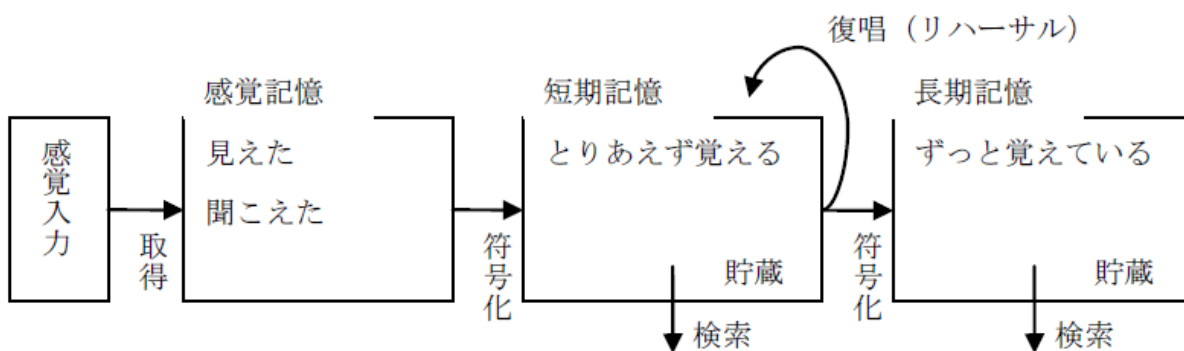 復唱（リハーサル）
感覚記憶
短期記憶
長期記憶
感覚入力
見えた
聞こえた
とりあえず覚える
ずっと覚えている
取得
符号化
貯蔵
符号化
貯蔵
検索
検索